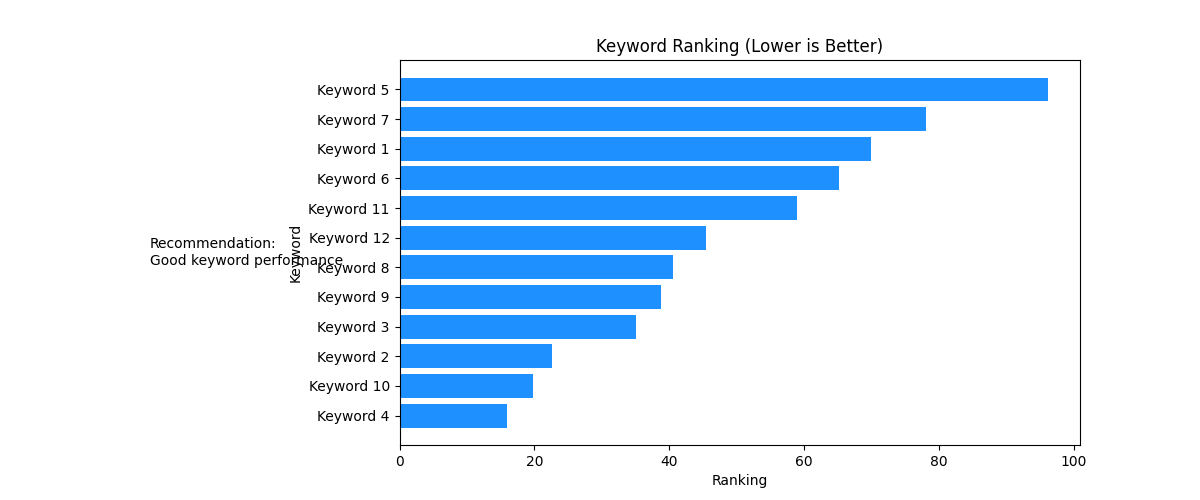 Keyword Ranking (Lower is Better)
Keyword 5
Keyword 7
Keyword 1
Keyword 6
Keyword 11
Keyword 12
Keyword 8
Keyword 9
Keyword 3
Keyword 2
Keyword 10
Keyword 4
Keyword
Recommendation:
Good keyword performance
0 20 40 60 80 100
Ranking